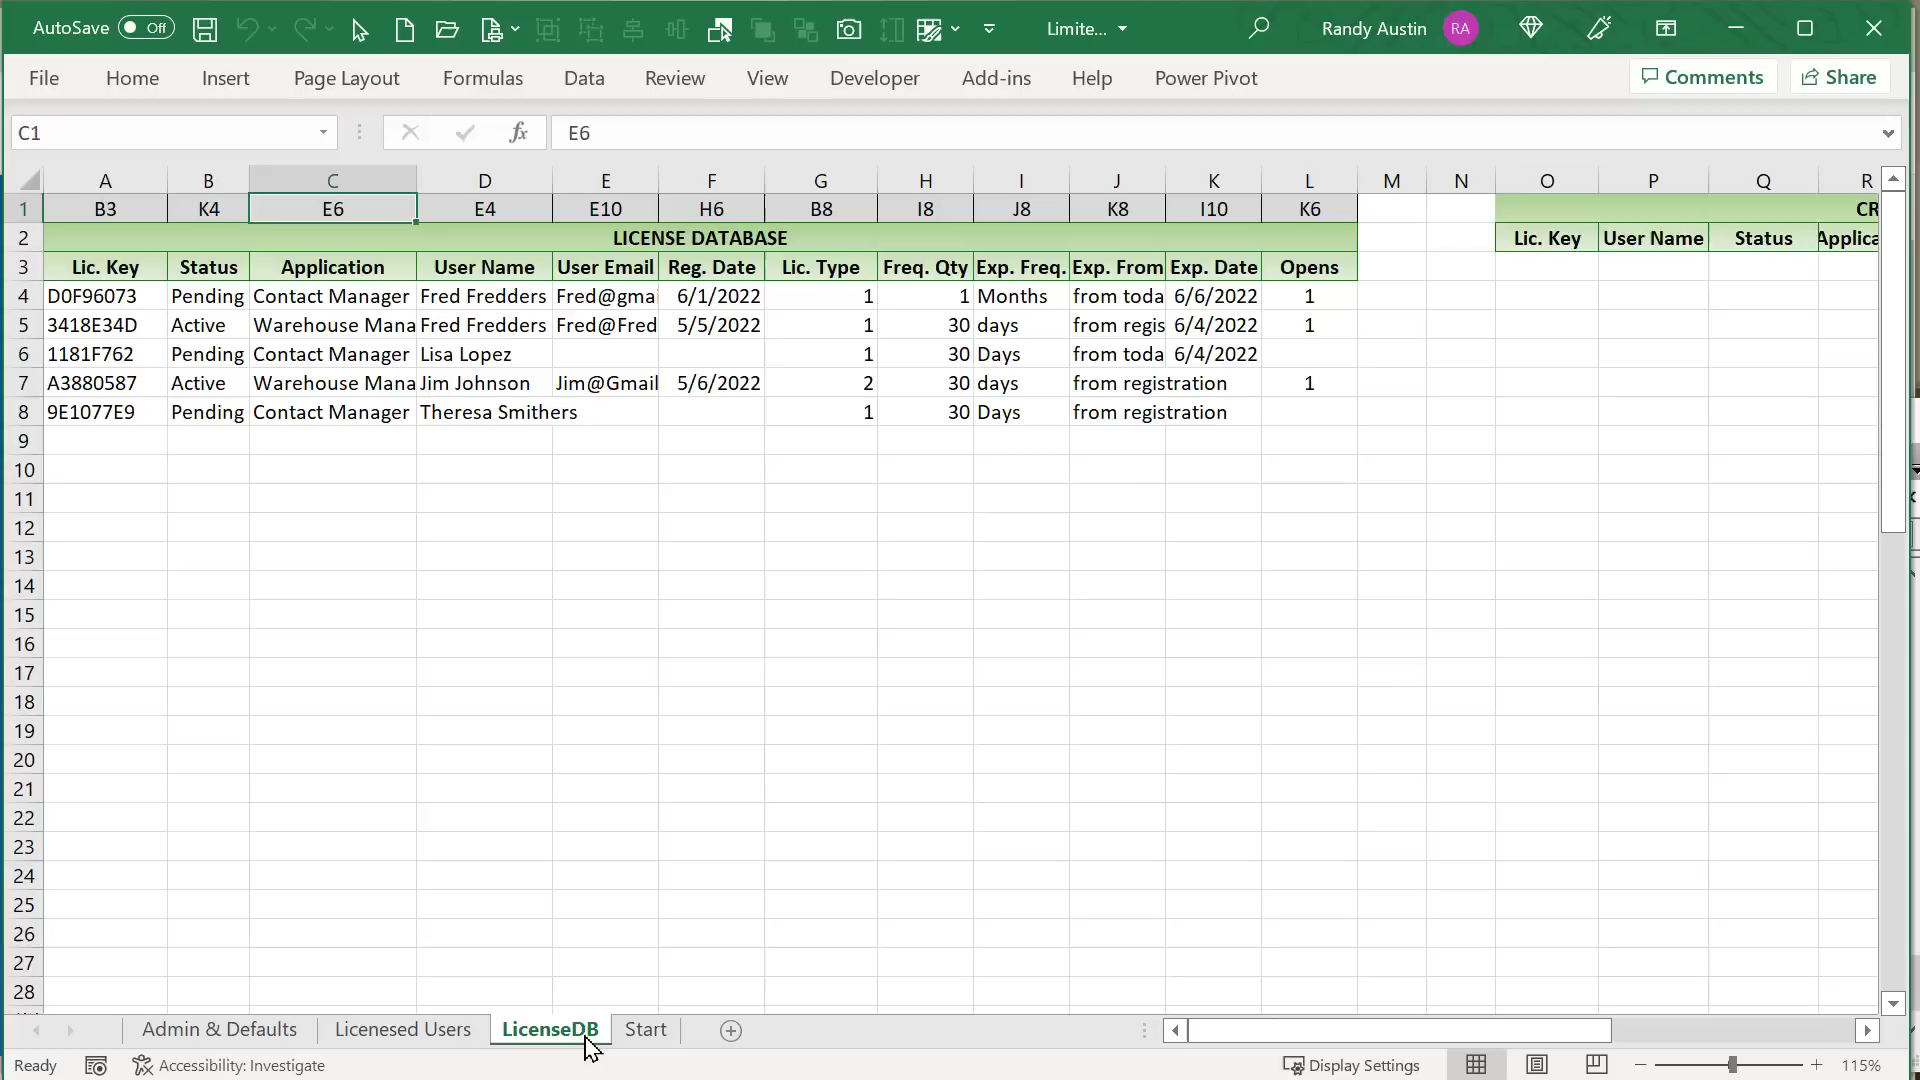 AutoSave Off Limite... Randy Austin RA
File Home Insert Page Layout Formulas Data Review View Developer Add-ins Help Power Pivot Comments Share
C1 fx E6
A B C D E F G H I J K L M N O P Q R
1 B3 K4 E6 E4 E10 H6 B8 I8 J8 K8 I10 K6 CR
2 LICENSE DATABASE Lic. Key User Name Status Applica
3 Lic. Key Status Application User Name User Email Reg. Date Lic. Type Freq. Qty Exp. Freq. Exp. From Exp. Date Opens
4 D0F96073 Pending Contact Manager Fred Fredders Fred@gmai 6/1/2022 1 1 Months from toda 6/6/2022 1
5 3418E34D Active Warehouse Mana Fred Fredders Fred@Fred 5/5/2022 1 30 days from regis 6/4/2022 1
6 1181F762 Pending Contact Manager Lisa Lopez 1 30 Days from toda 6/4/2022
7 A3880587 Active Warehouse Mana Jim Johnson Jim@Gmail 5/6/2022 2 30 days from registration 1
8 9E1077E9 Pending Contact Manager Theresa Smithers 1 30 Days from registration
9
10
11
12
13
14
15
16
17
18
19
20
21
22
23
24
25
26
27
28
Admin & Defaults Licenesed Users LicenseDB Start
Ready Accessibility: Investigate Display Settings 115%